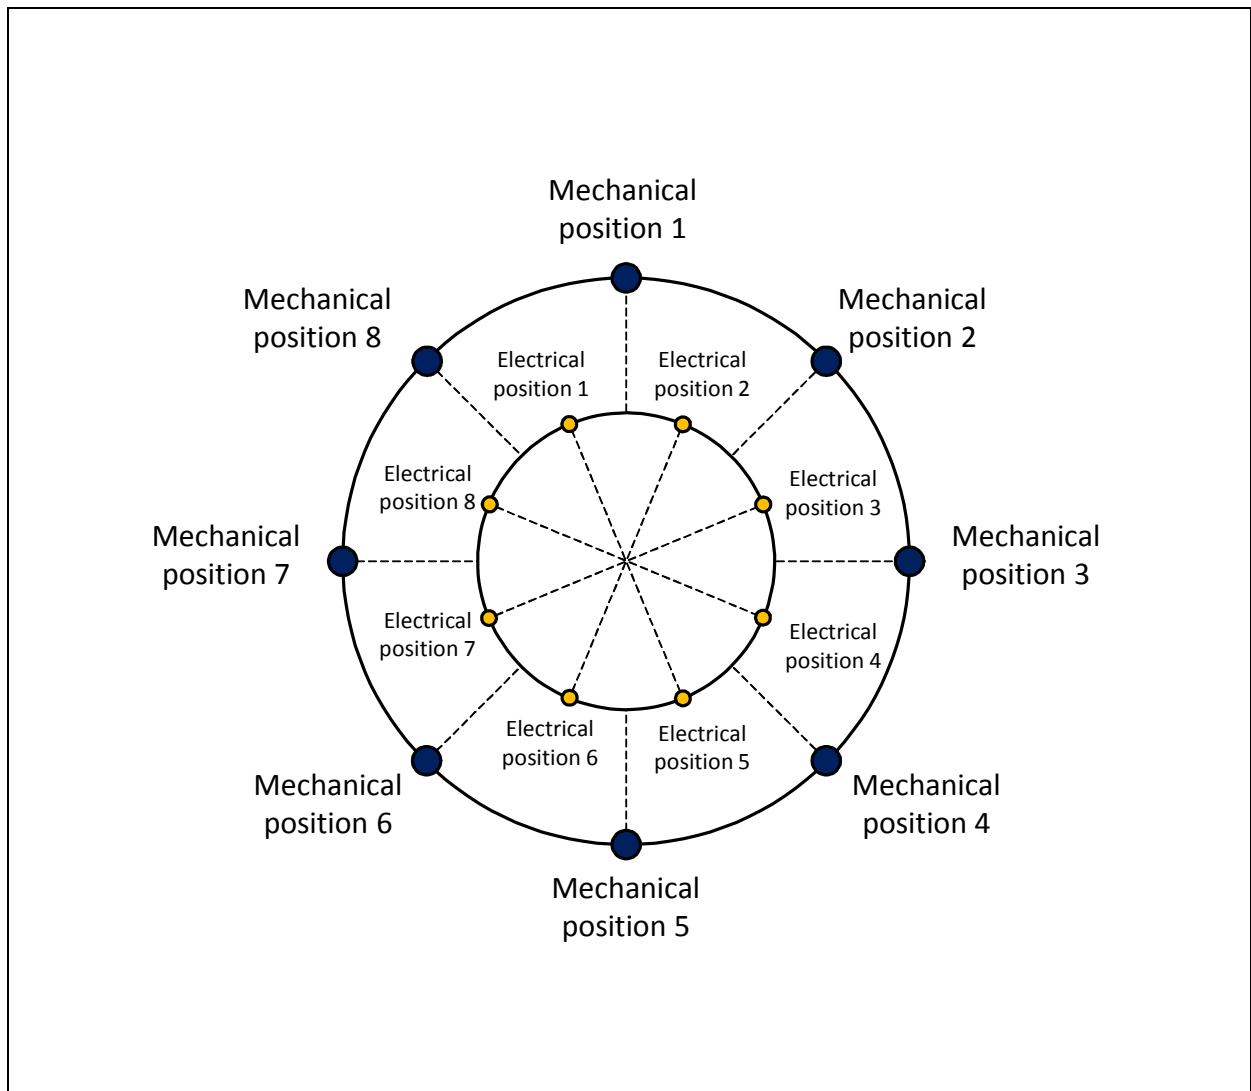 Mechanical
position 1
Mechanical
position 8
Mechanical
position 2
Electrical
position 1
Electrical
position 2
Electrical
position 8
Electrical
position 3
Mechanical
position 7
Mechanical
position 3
Electrical
position 7
Electrical
position 4
Electrical
position 6
Electrical
position 5
Mechanical
position 6
Mechanical
position 4
Mechanical
position 5